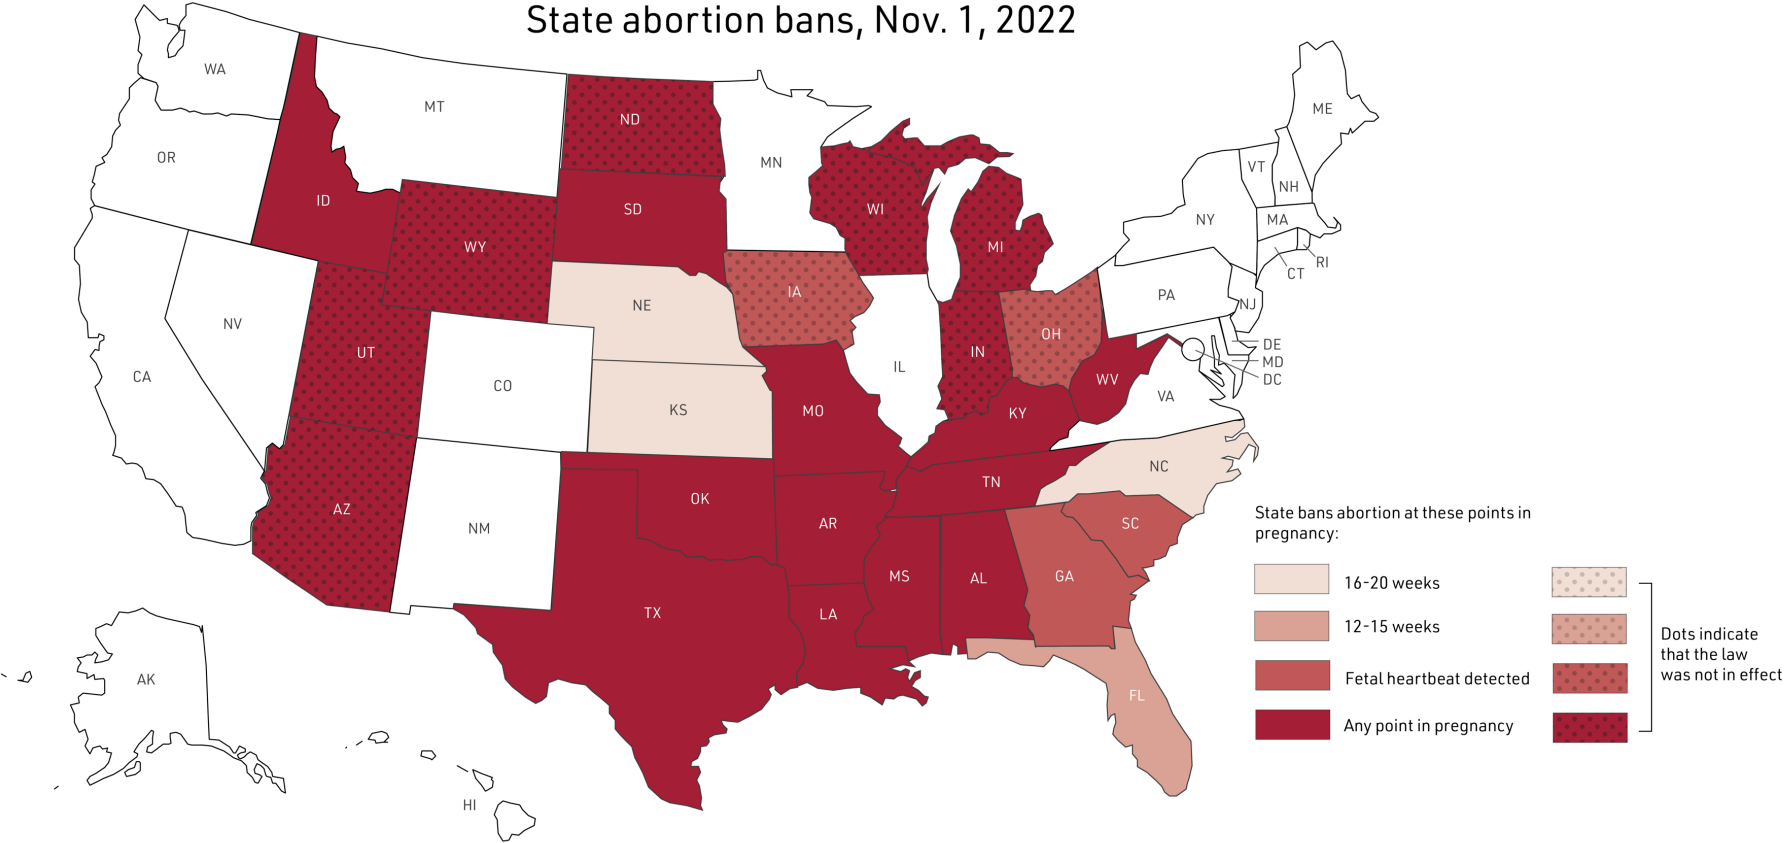 State abortion bans, Nov. 1, 2022
WA
MT
ND
MN
ME
OR
ID
SD
WI
VT
NH
NY
MA
WY
MI
CT
RI
NE
IA
PA
NJ
NV
UT
OH
IN
DE
MD
DC
CA
CO
IL
WV
VA
KS
MO
KY
NC
AZ
OK
TN
NM
AR
SC
MS
AL
GA
TX
LA
AK
FL
HI
State bans abortion at these points in
pregnancy:
16-20 weeks
12-15 weeks
Fetal heartbeat detected
Any point in pregnancy
Dots indicate
that the law
was not in effect